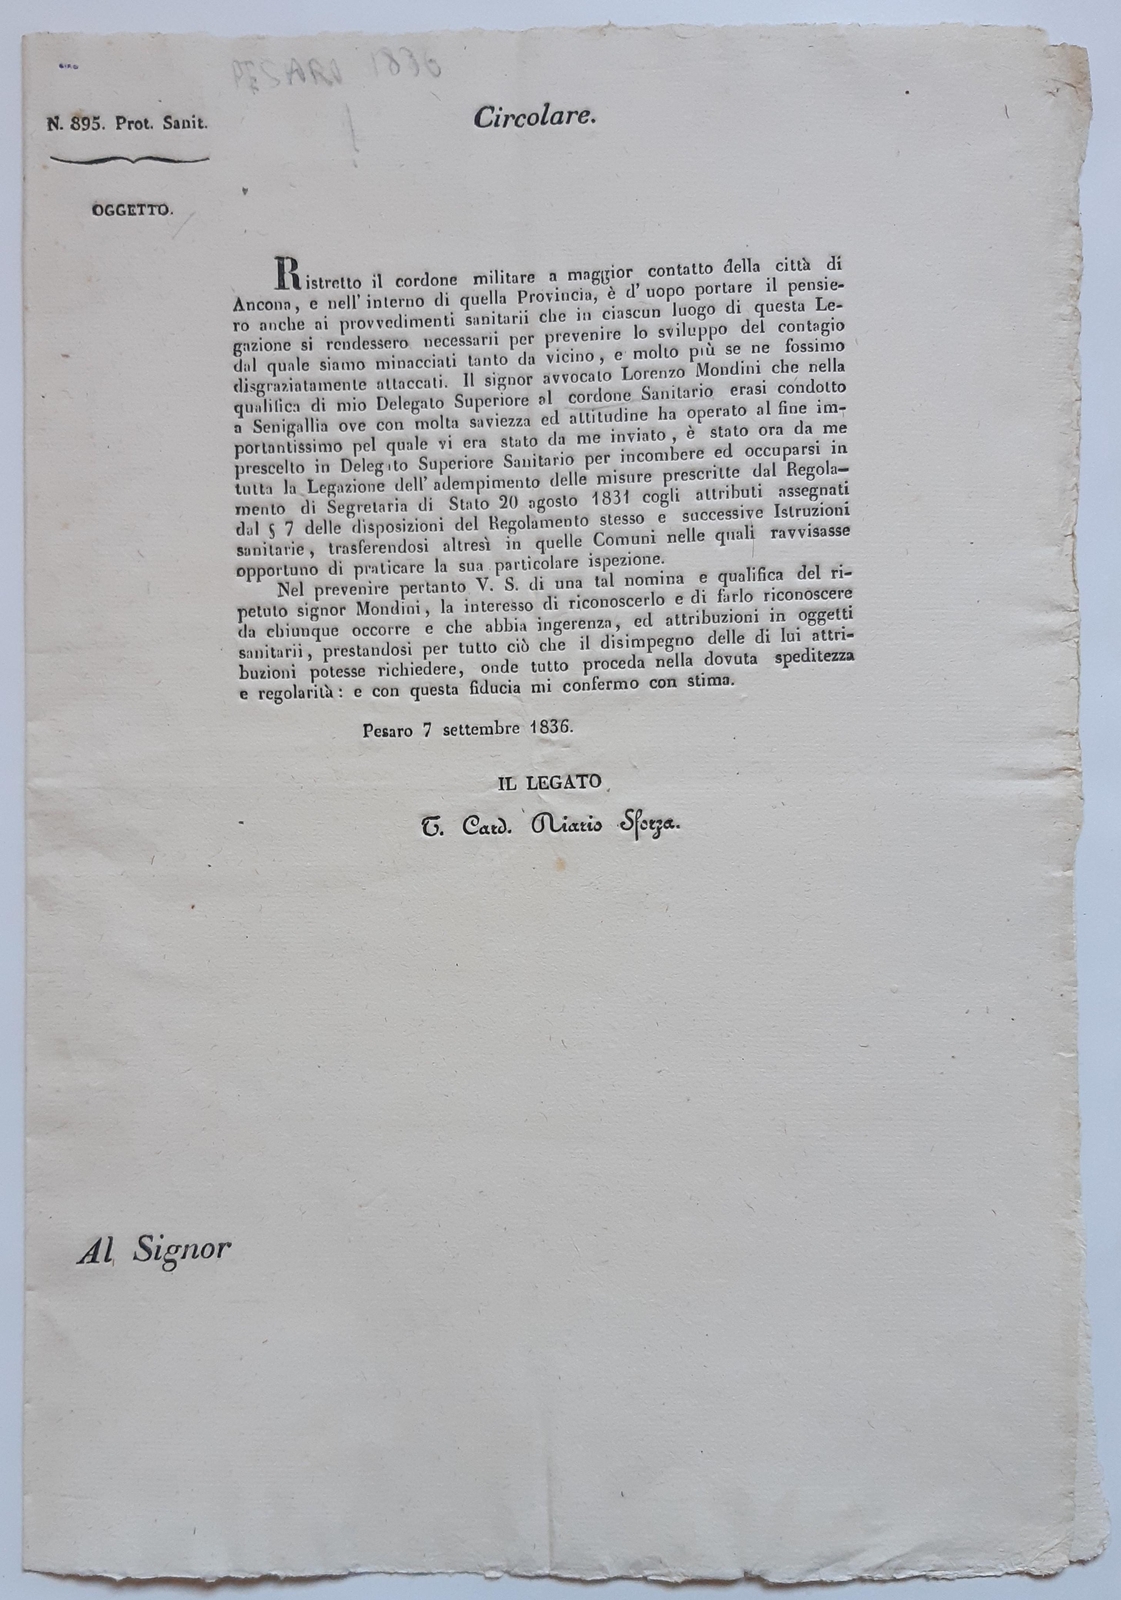 PESARO 1836
N. 895. Prot. Sanit.
Circolare.
OGGETTO.
Ristretto il cordone militare a maggior contatto della città di
Ancona, e nell' interno di quella Provincia, è d' uopo portare il pensie-
ro anche ai provvedimenti sanitarii che in ciascun luogo di questa Le-
gazione si rendessero necessarii per prevenire lo sviluppo del contagio
dal quale siamo minacciati tanto da vicino, e molto più se ne fossimo
disgraziatamente attaccati. Il signor avvocato Lorenzo Mondini che nella
qualifica di mio Delegato Superiore al cordone Sanitario erasi condotto
a Senigallia ove con molta saviezza ed attitudine ha operato al fine im-
portantissimo pel quale vi era stato da me inviato, è stato ora da me
prescelto in Delegato Superiore Sanitario per incombere ed occuparsi in
tutta la Legazione dell' adempimento delle misure prescritte dal Regola-
mento di Segretaria di Stato 20 agosto 1831 cogli attributi assegnati
dal § 7 delle disposizioni del Regolamento stesso e successive Istruzioni
sanitarie, trasferendosi altresì in quelle Comuni nelle quali ravvisasse
opportuno di praticare la sua particolare ispezione.
Nel prevenire pertanto V. S. di una tal nomina e qualifica del ri-
petuto signor Mondini, la interesso di riconoscerlo e di farlo riconoscere
da chiunque occorre e che abbia ingerenza, ed attribuzioni in oggetti
sanitarii, prestandosi per tutto ciò che il disimpegno delle di lui attri-
buzioni potesse richiedere, onde tutto proceda nella dovuta speditezza
e regolarità: e con questa fiducia mi confermo con stima.
Pesaro 7 settembre 1836.
IL LEGATO
T. Card. Riario Sforza.
Al Signor